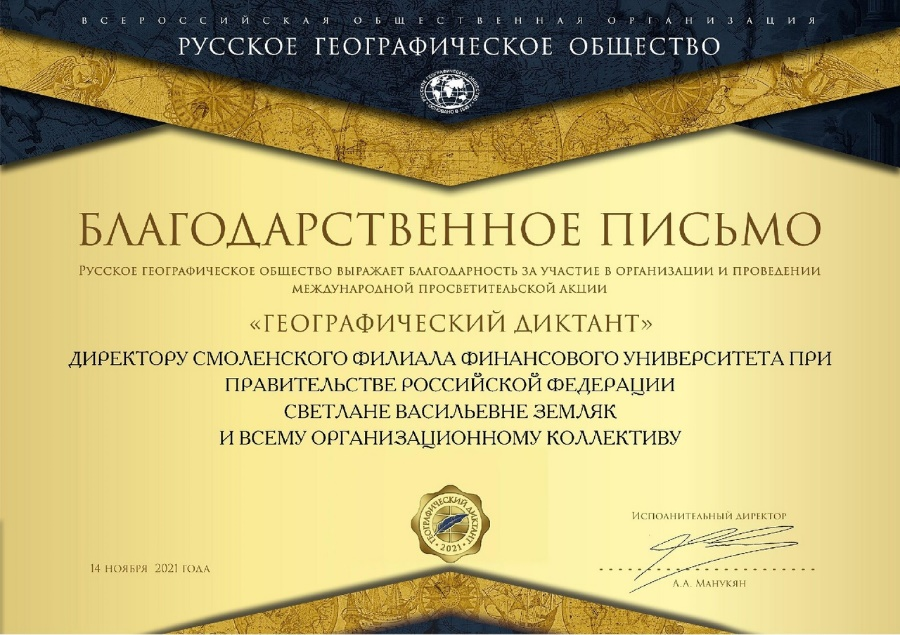 ВСЕРОССИЙСКАЯ ОБЩЕСТВЕННАЯ ОРГАНИЗАЦИЯ
РУССКОЕ ГЕОГРАФИЧЕСКОЕ ОБЩЕСТВО
БЛАГОДАРСТВЕННОЕ ПИСЬМО
РУССКОЕ ГЕОГРАФИЧЕСКОЕ ОБЩЕСТВО ВЫРАЖАЕТ БЛАГОДАРНОСТЬ ЗА УЧАСТИЕ В ОРГАНИЗАЦИИ И ПРОВЕДЕНИИ
МЕЖДУНАРОДНОЙ ПРОСВЕТИТЕЛЬСКОЙ АКЦИИ
«ГЕОГРАФИЧЕСКИЙ ДИКТАНТ»
ДИРЕКТОРУ СМОЛЕНСКОГО ФИЛИАЛА ФИНАНСОВОГО УНИВЕРСИТЕТА ПРИ
ПРАВИТЕЛЬСТВЕ РОССИЙСКОЙ ФЕДЕРАЦИИ
СВЕТЛАНЕ ВАСИЛЬЕВНЕ ЗЕМЛЯК
И ВСЕМУ ОРГАНИЗАЦИОННОМУ КОЛЛЕКТИВУ
ГЕОГРАФИЧЕСКИЙ ДИКТАНТ
• 2021 •
ИСПОЛНИТЕЛЬНЫЙ ДИРЕКТОР
14 НОЯБРЯ 2021 ГОДА
А.А. МАНУКЯН